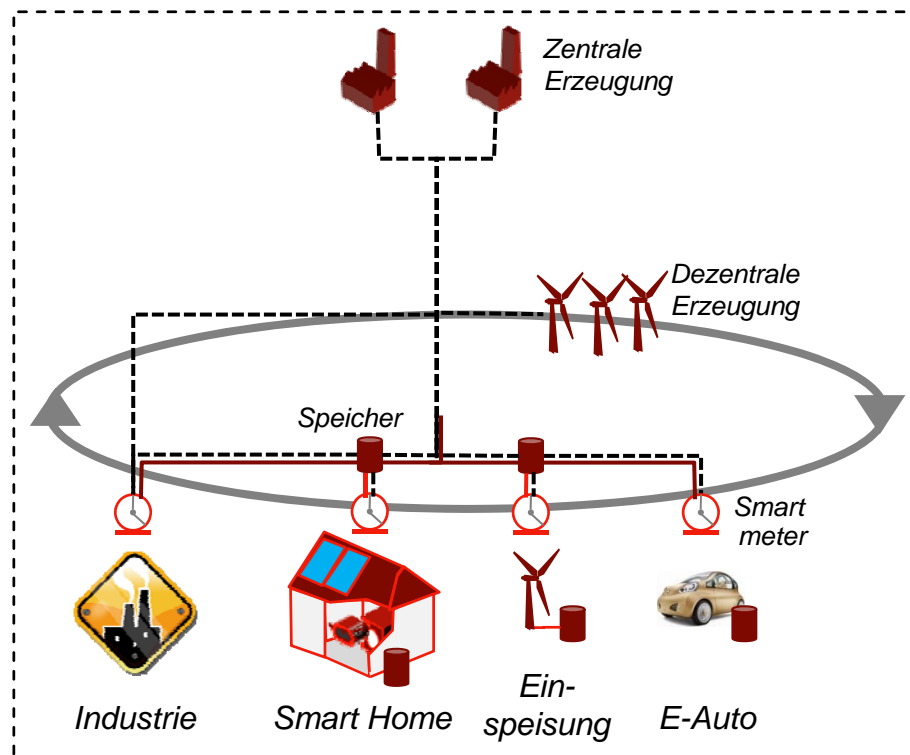 Zentrale
Erzeugung
Dezentrale
Erzeugung
Speicher
Smart
meter
Industrie
Smart Home
Ein-
speisung
E-Auto